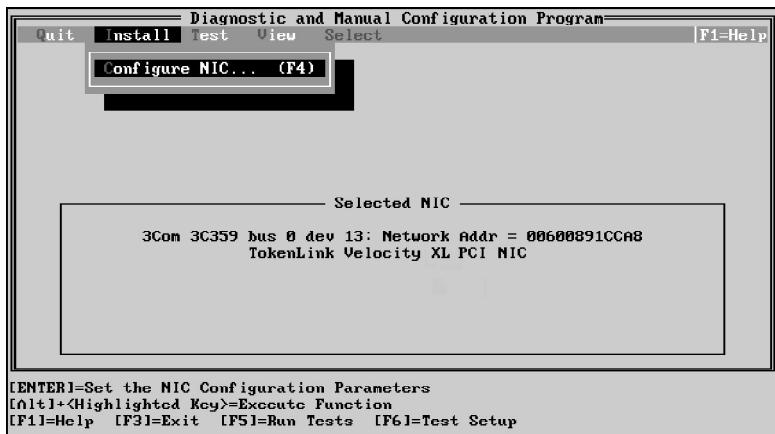 Diagnostic and Manual Configuration Program
Quit Install Test View Select F1=Help
Configure NIC... (F4)
Selected NIC
3Com 3C359 bus 0 dev 13: Network Addr = 00600891CCA8
TokenLink Velocity XL PCI NIC
[ENTER]=Set the NIC Configuration Parameters
[Alt]+<Highlighted Key>=Execute Function
[F1]=Help [F3]=Exit [F5]=Run Tests [F6]=Test Setup